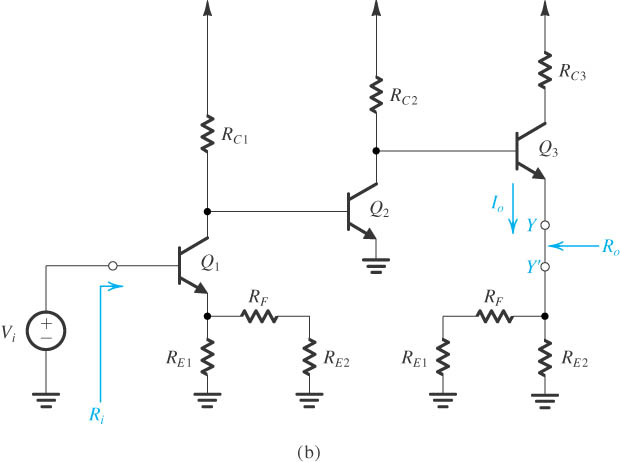 R_C1
R_C2
R_C3
Q_3
I_o
Q_2
Y
R_o
Q_1
Y'
R_F
R_F
V_i
+
−
R_E1
R_E2
R_E1
R_E2
R_i
(b)